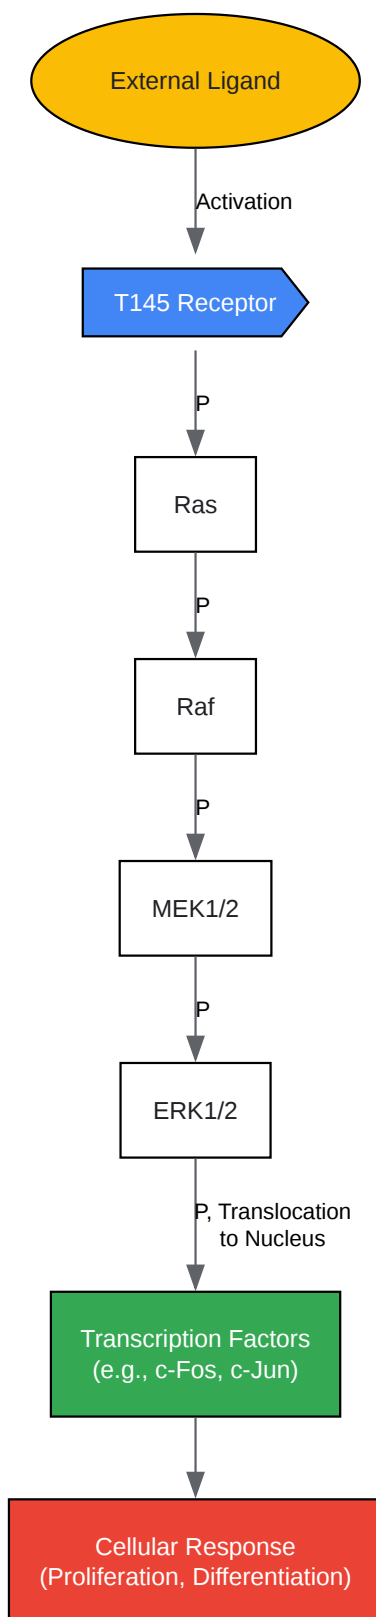 External Ligand
Activation
T145 Receptor
P
Ras
P
Raf
P
MEK1/2
P
ERK1/2
P, Translocation
to Nucleus
Transcription Factors
(e.g., c-Fos, c-Jun)
Cellular Response
(Proliferation, Differentiation)